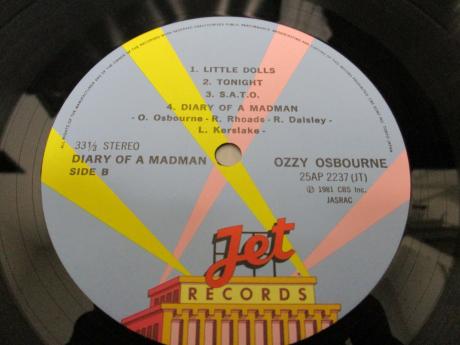 1. LITTLE DOLLS
2. TONIGHT
3. S.A.T.O.
4. DIARY OF A MADMAN
- O. Osbourne - R. Rhoads - R. Daisley -
L. Kerslake -
33⅓ STEREO
DIARY OF A MADMAN
SIDE B
OZZY OSBOURNE
25AP 2237 (JT)
Ⓟ 1981 CBS Inc.
JASRAC
Jet
RECORDS